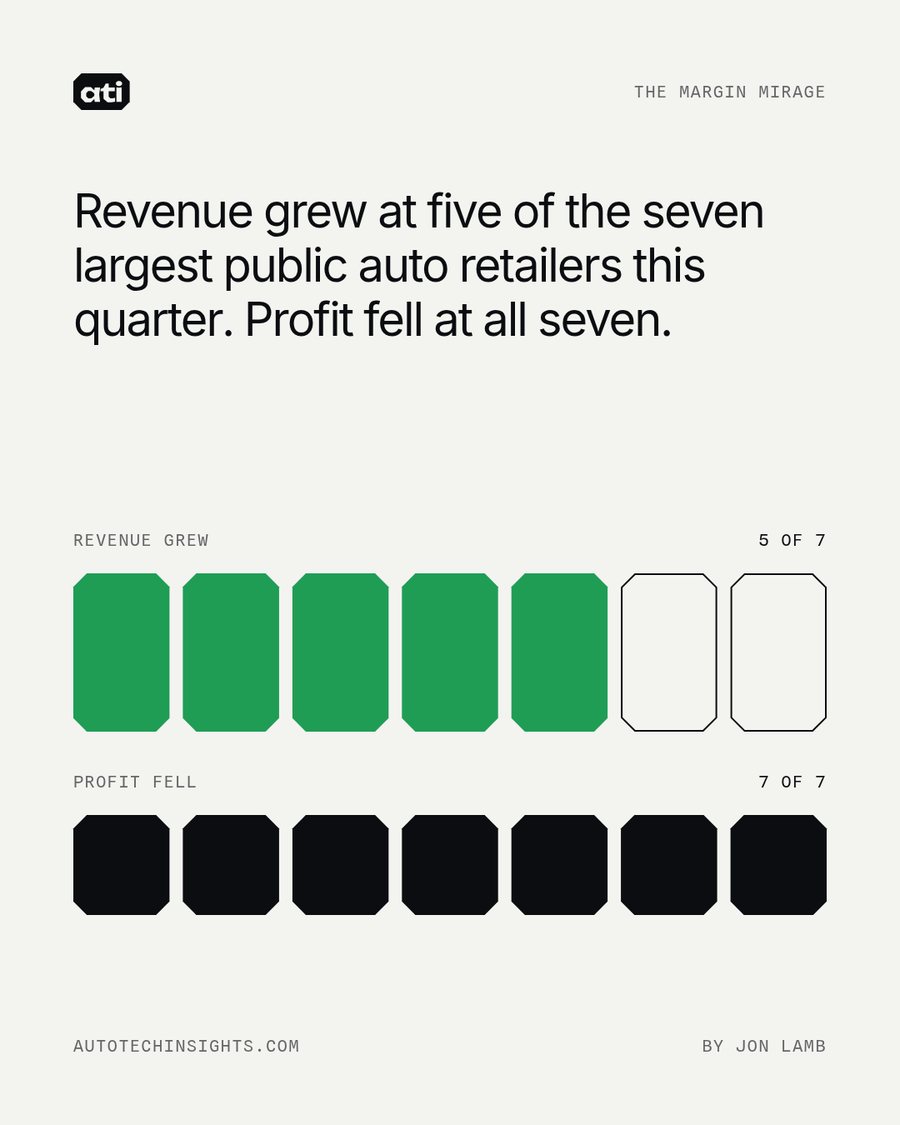 ati
THE MARGIN MIRAGE
Revenue grew at five of the seven
largest public auto retailers this
quarter. Profit fell at all seven.
REVENUE GREW
5 OF 7
PROFIT FELL
7 OF 7
AUTOTECHINSIGHTS.COM
BY JON LAMB